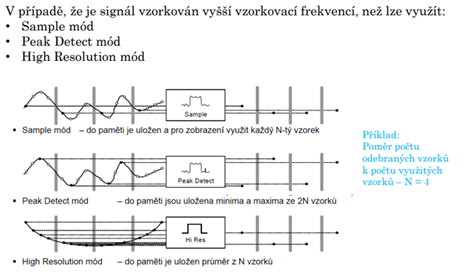 V případě, že je signál vzorkován vyšší vzorkovací frekvencí, než lze využít:
• Sample mód
• Peak Detect mód
• High Resolution mód
Sample
▪ Sample mód – do paměti je uložen a pro zobrazení využit každý N-tý vzorek
Příklad:
Poměr počtu
odebraných vzorků
k počtu využitých
vzorků – N = 4
Peak Detect
▪ Peak Detect mód – do paměti jsou uložena minima a maxima ze 2N vzorků
Hi Res
▪ High Resolution mód – do paměti je uložen průměr z N vzorků